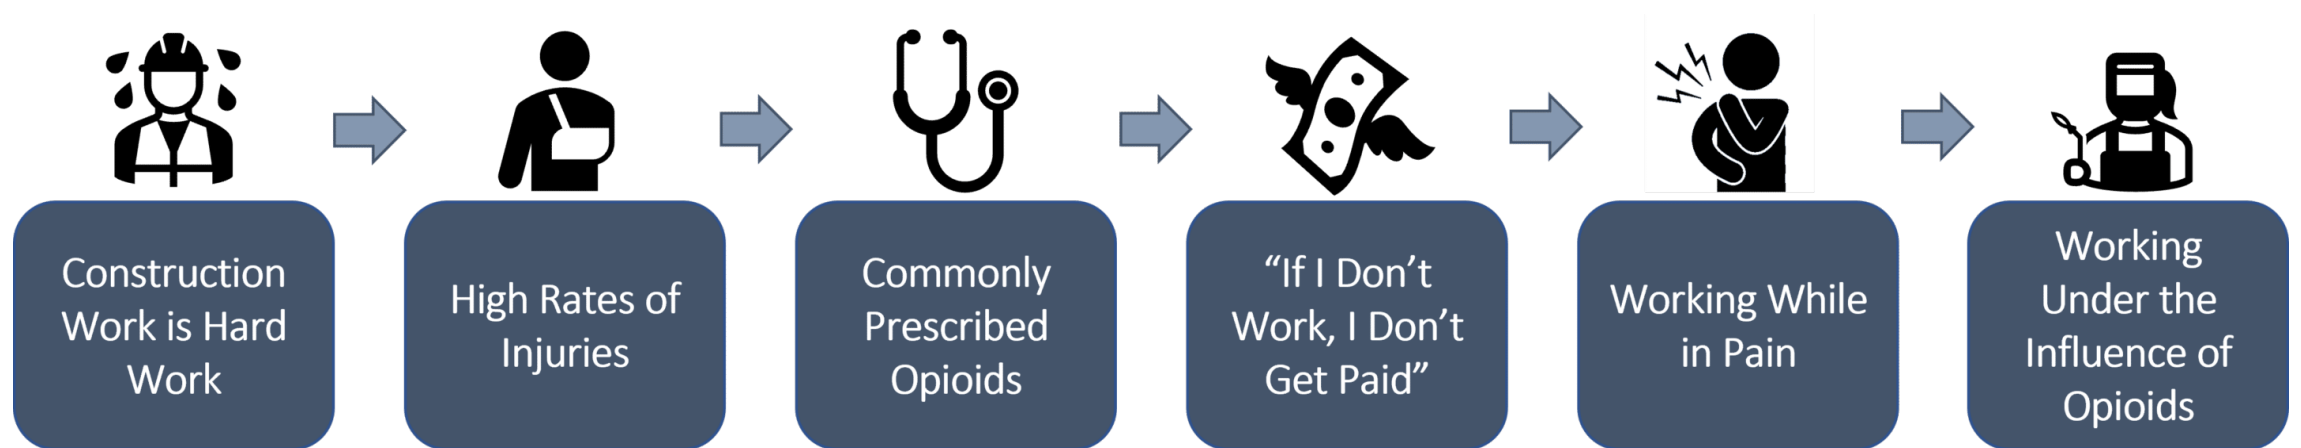 Construction
Work is Hard
Work
High Rates of
Injuries
Commonly
Prescribed
Opioids
“If I Don’t
Work, I Don’t
Get Paid”
Working While
in Pain
Working
Under the
Influence of
Opioids